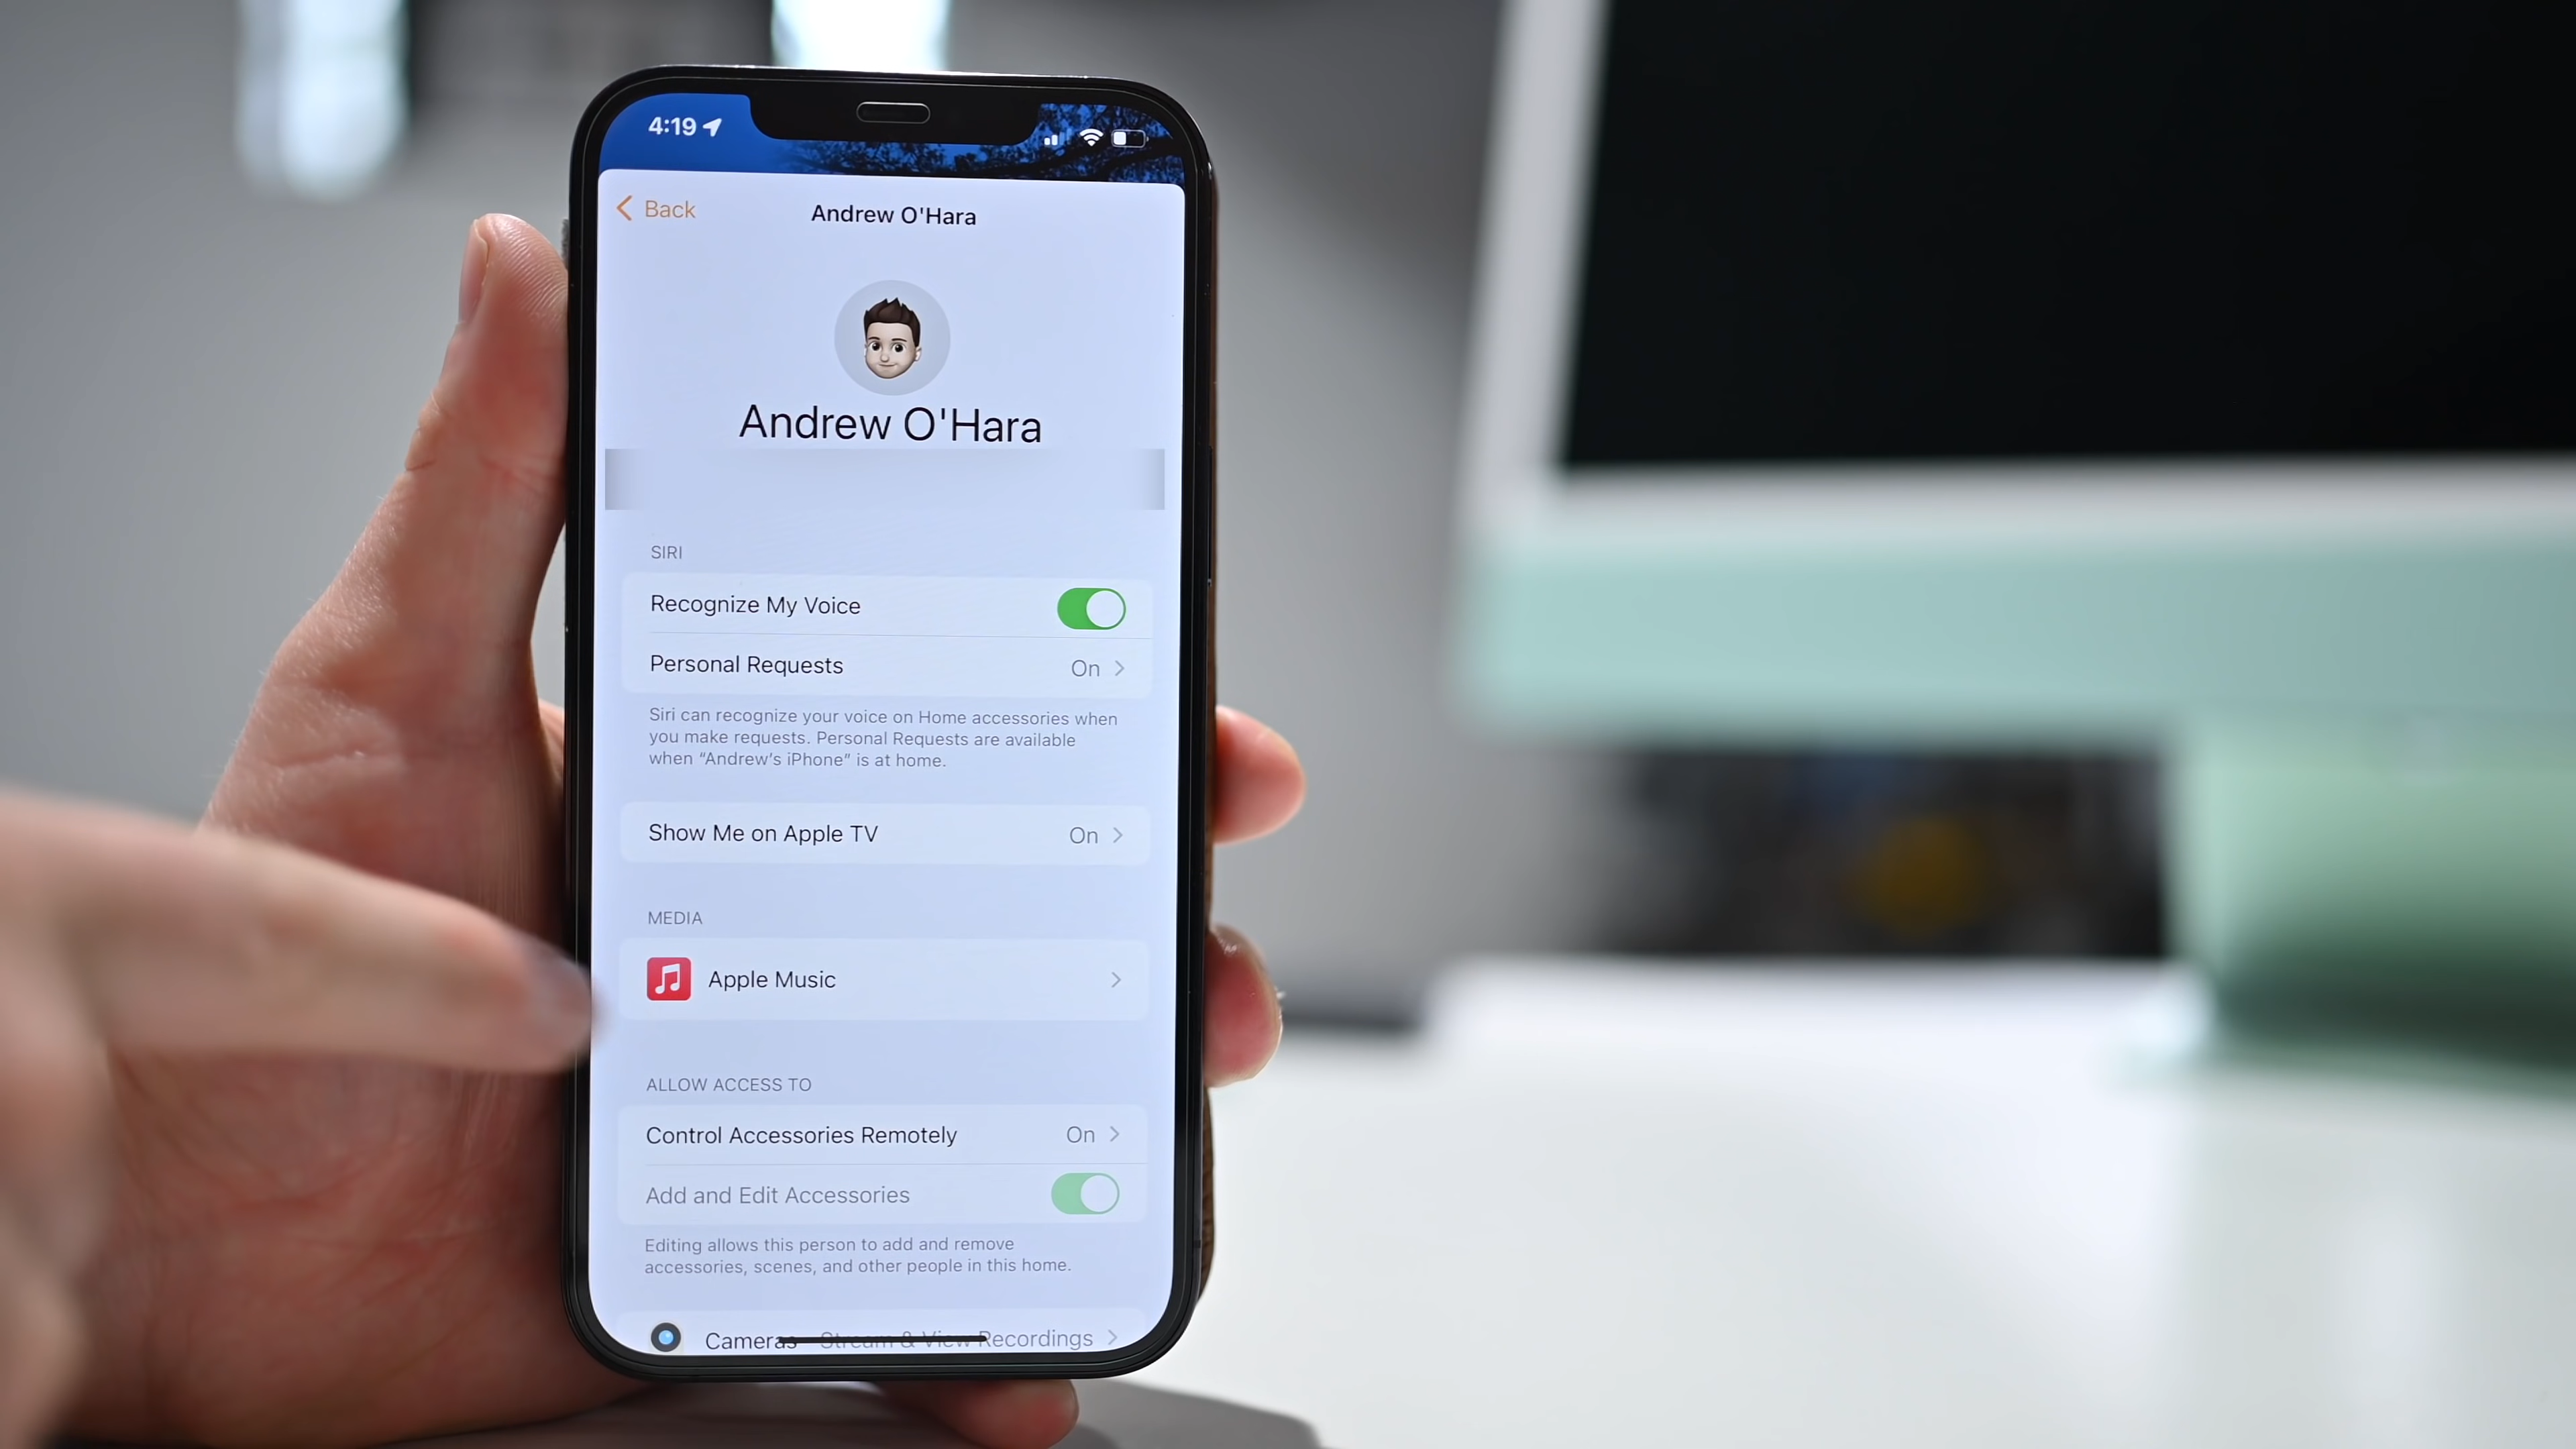 4:19
Back
Andrew O'Hara
Andrew O'Hara
SIRI
Recognize My Voice
Personal Requests On
Siri can recognize your voice on Home accessories when
you make requests. Personal Requests are available
when “Andrew’s iPhone” is at home.
Show Me on Apple TV On
MEDIA
Apple Music
ALLOW ACCESS TO
Control Accessories Remotely On
Add and Edit Accessories
Editing allows this person to add and remove
accessories, scenes, and other people in this home.
Cameras Stream & View Recordings